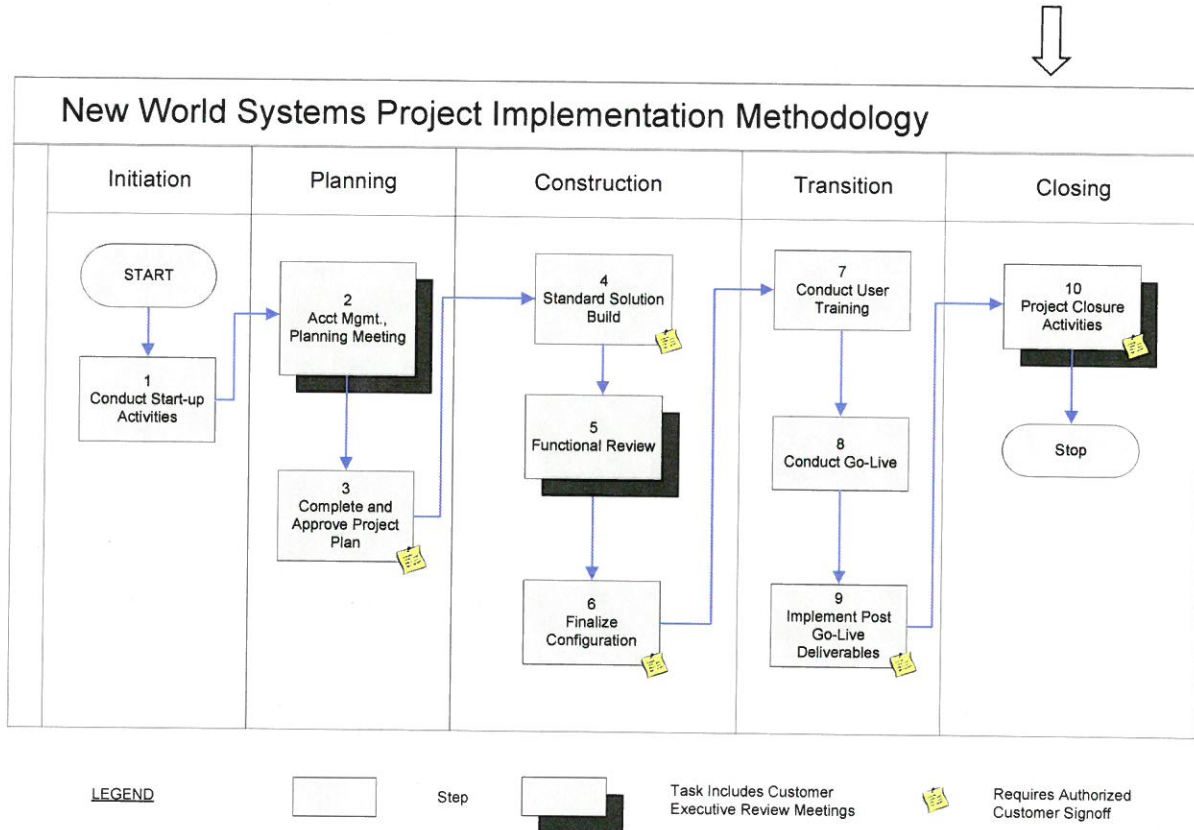 New World Systems Project Implementation Methodology
Initiation
Planning
Construction
Transition
Closing
START
1
Conduct Start-up
Activities
2
Acct Mgmt.,
Planning Meeting
3
Complete and
Approve Project
Plan
4
Standard Solution
Build
5
Functional Review
6
Finalize
Configuration
7
Conduct User
Training
8
Conduct Go-Live
9
Implement Post
Go-Live
Deliverables
10
Project Closure
Activities
Stop
LEGEND
Step
Task Includes Customer
Executive Review Meetings
Requires Authorized
Customer Signoff